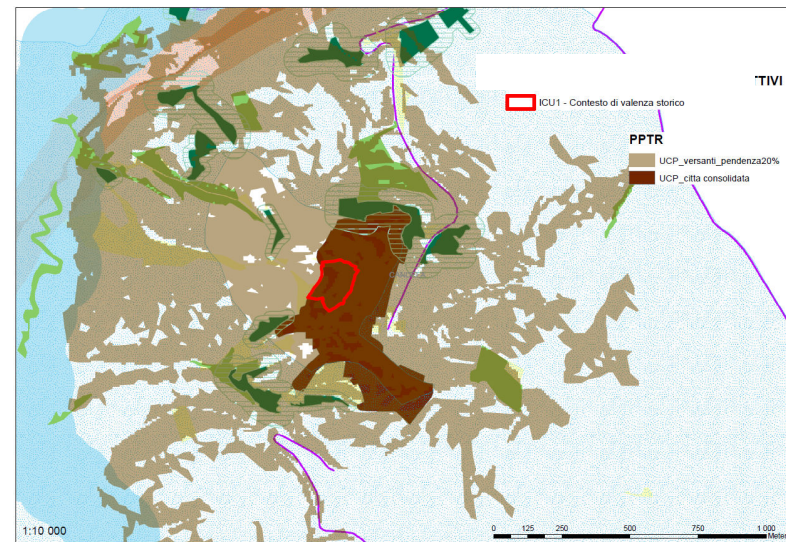 TIVI
ICU1 - Contesto di valenza storico
PPTR
UCP_versanti_pendenza20%
UCP_citta consolidata
1:10 000
0 125 250 500 750 1 000
Meters